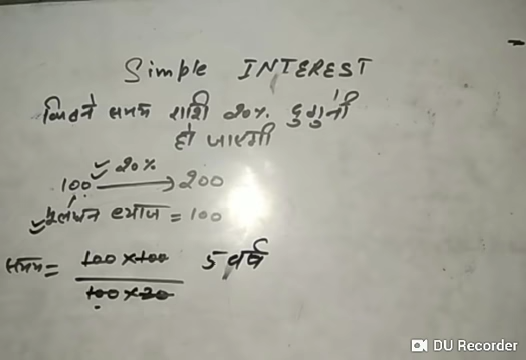 Simple INTEREST
कितने समय राशि 20%. दुगुनी
हो जाएगी
20%
100 → 200
मूलधन ब्याज = 100
समय = 100 × 100 5 वर्ष
100 × 20
DU Recorder